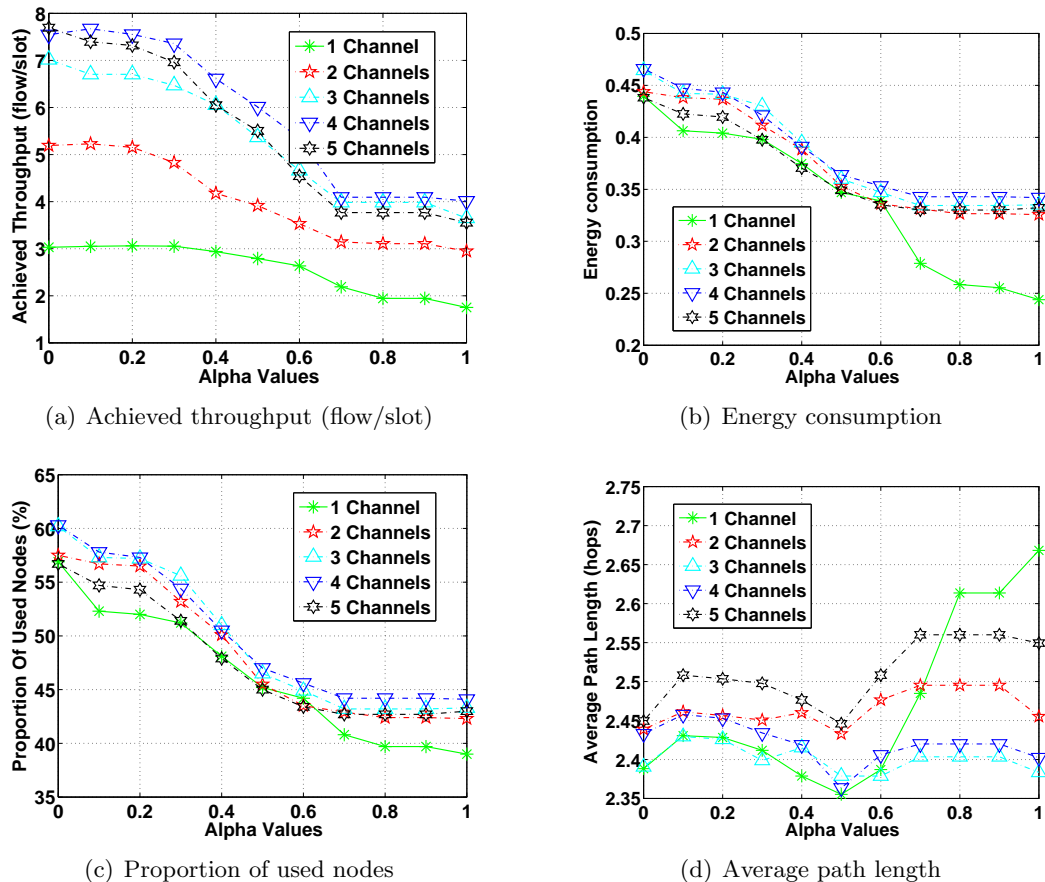 8
7
6
5
4
3
2
1
0 0.2 0.4 0.6 0.8 1
Achieved Throughput (flow/slot)
Alpha Values
1 Channel
2 Channels
3 Channels
4 Channels
5 Channels
(a) Achieved throughput (flow/slot)
0.5
0.45
0.4
0.35
0.3
0.25
0.2
0 0.2 0.4 0.6 0.8 1
Energy consumption
Alpha Values
1 Channel
2 Channels
3 Channels
4 Channels
5 Channels
(b) Energy consumption
65
60
55
50
45
40
35
0 0.2 0.4 0.6 0.8 1
Proportion Of Used Nodes (%)
Alpha Values
1 Channel
2 Channels
3 Channels
4 Channels
5 Channels
(c) Proportion of used nodes
2.75
2.7
2.65
2.6
2.55
2.5
2.45
2.4
2.35
0 0.2 0.4 0.6 0.8 1
Average Path Length (hops)
Alpha Values
1 Channel
2 Channels
3 Channels
4 Channels
5 Channels
(d) Average path length